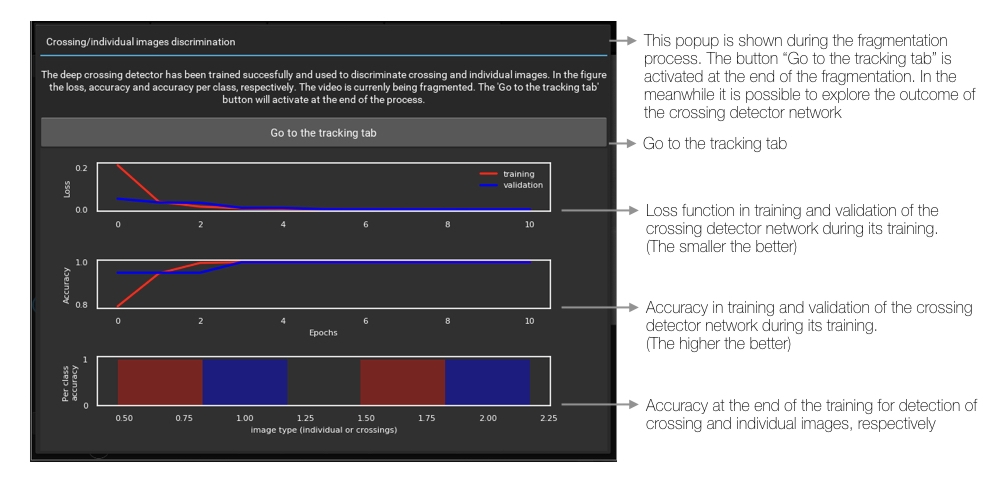 Crossing/individual images discrimination
The deep crossing detector has been trained succesfully and used to discriminate crossing and individual images. In the figure
the loss, accuracy and accuracy per class, respectively. The video is currenly being fragmented. The 'Go to the tracking tab'
button will activate at the end of the process.
Go to the tracking tab
0.2
0.0
Loss
training
validation
0 2 4 6 8 10
1.0
0.8
Accuracy
0 2 4 6 8 10
Epochs
1
0
Per class
accuracy
0.50 0.75 1.00 1.25 1.50 1.75 2.00 2.25
image type (individual or crossings)
This popup is shown during the fragmentation
process. The button “Go to the tracking tab” is
activated at the end of the fragmentation. In the
meanwhile it is possible to explore the outcome of
the crossing detector network
Go to the tracking tab
Loss function in training and validation of the
crossing detector network during its training.
(The smaller the better)
Accuracy in training and validation of the crossing
detector network during its training.
(The higher the better)
Accuracy at the end of the training for detection of
crossing and individual images, respectively